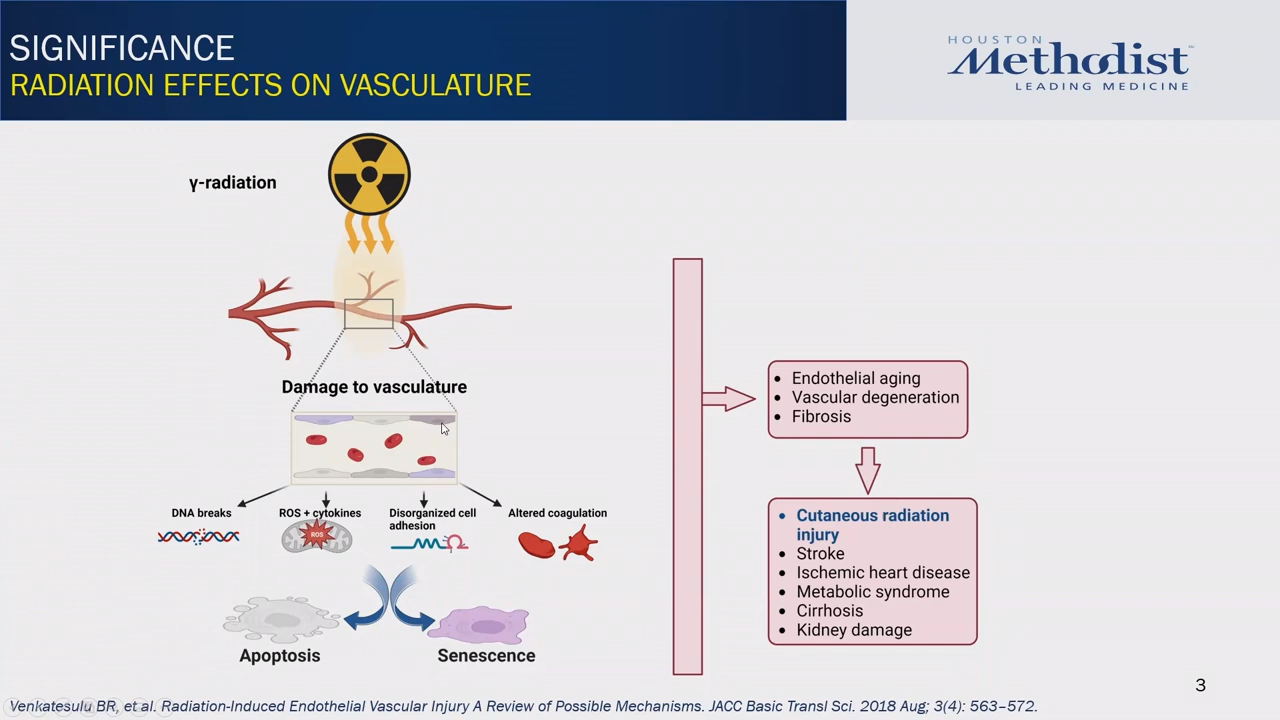 SIGNIFICANCE
RADIATION EFFECTS ON VASCULATURE
HOUSTON
Methodist
LEADING MEDICINE
γ-radiation
Damage to vasculature
DNA breaks
ROS + cytokines
ROS
Disorganized cell
adhesion
Altered coagulation
Apoptosis
Senescence
• Endothelial aging
• Vascular degeneration
• Fibrosis
• Cutaneous radiation
injury
• Stroke
• Ischemic heart disease
• Metabolic syndrome
• Cirrhosis
• Kidney damage
3
Venkatesulu BR, et.al. Radiation-Induced Endothelial Vascular Injury A Review of Possible Mechanisms. JACC Basic Transl Sci. 2018 Aug; 3(4): 563–572.